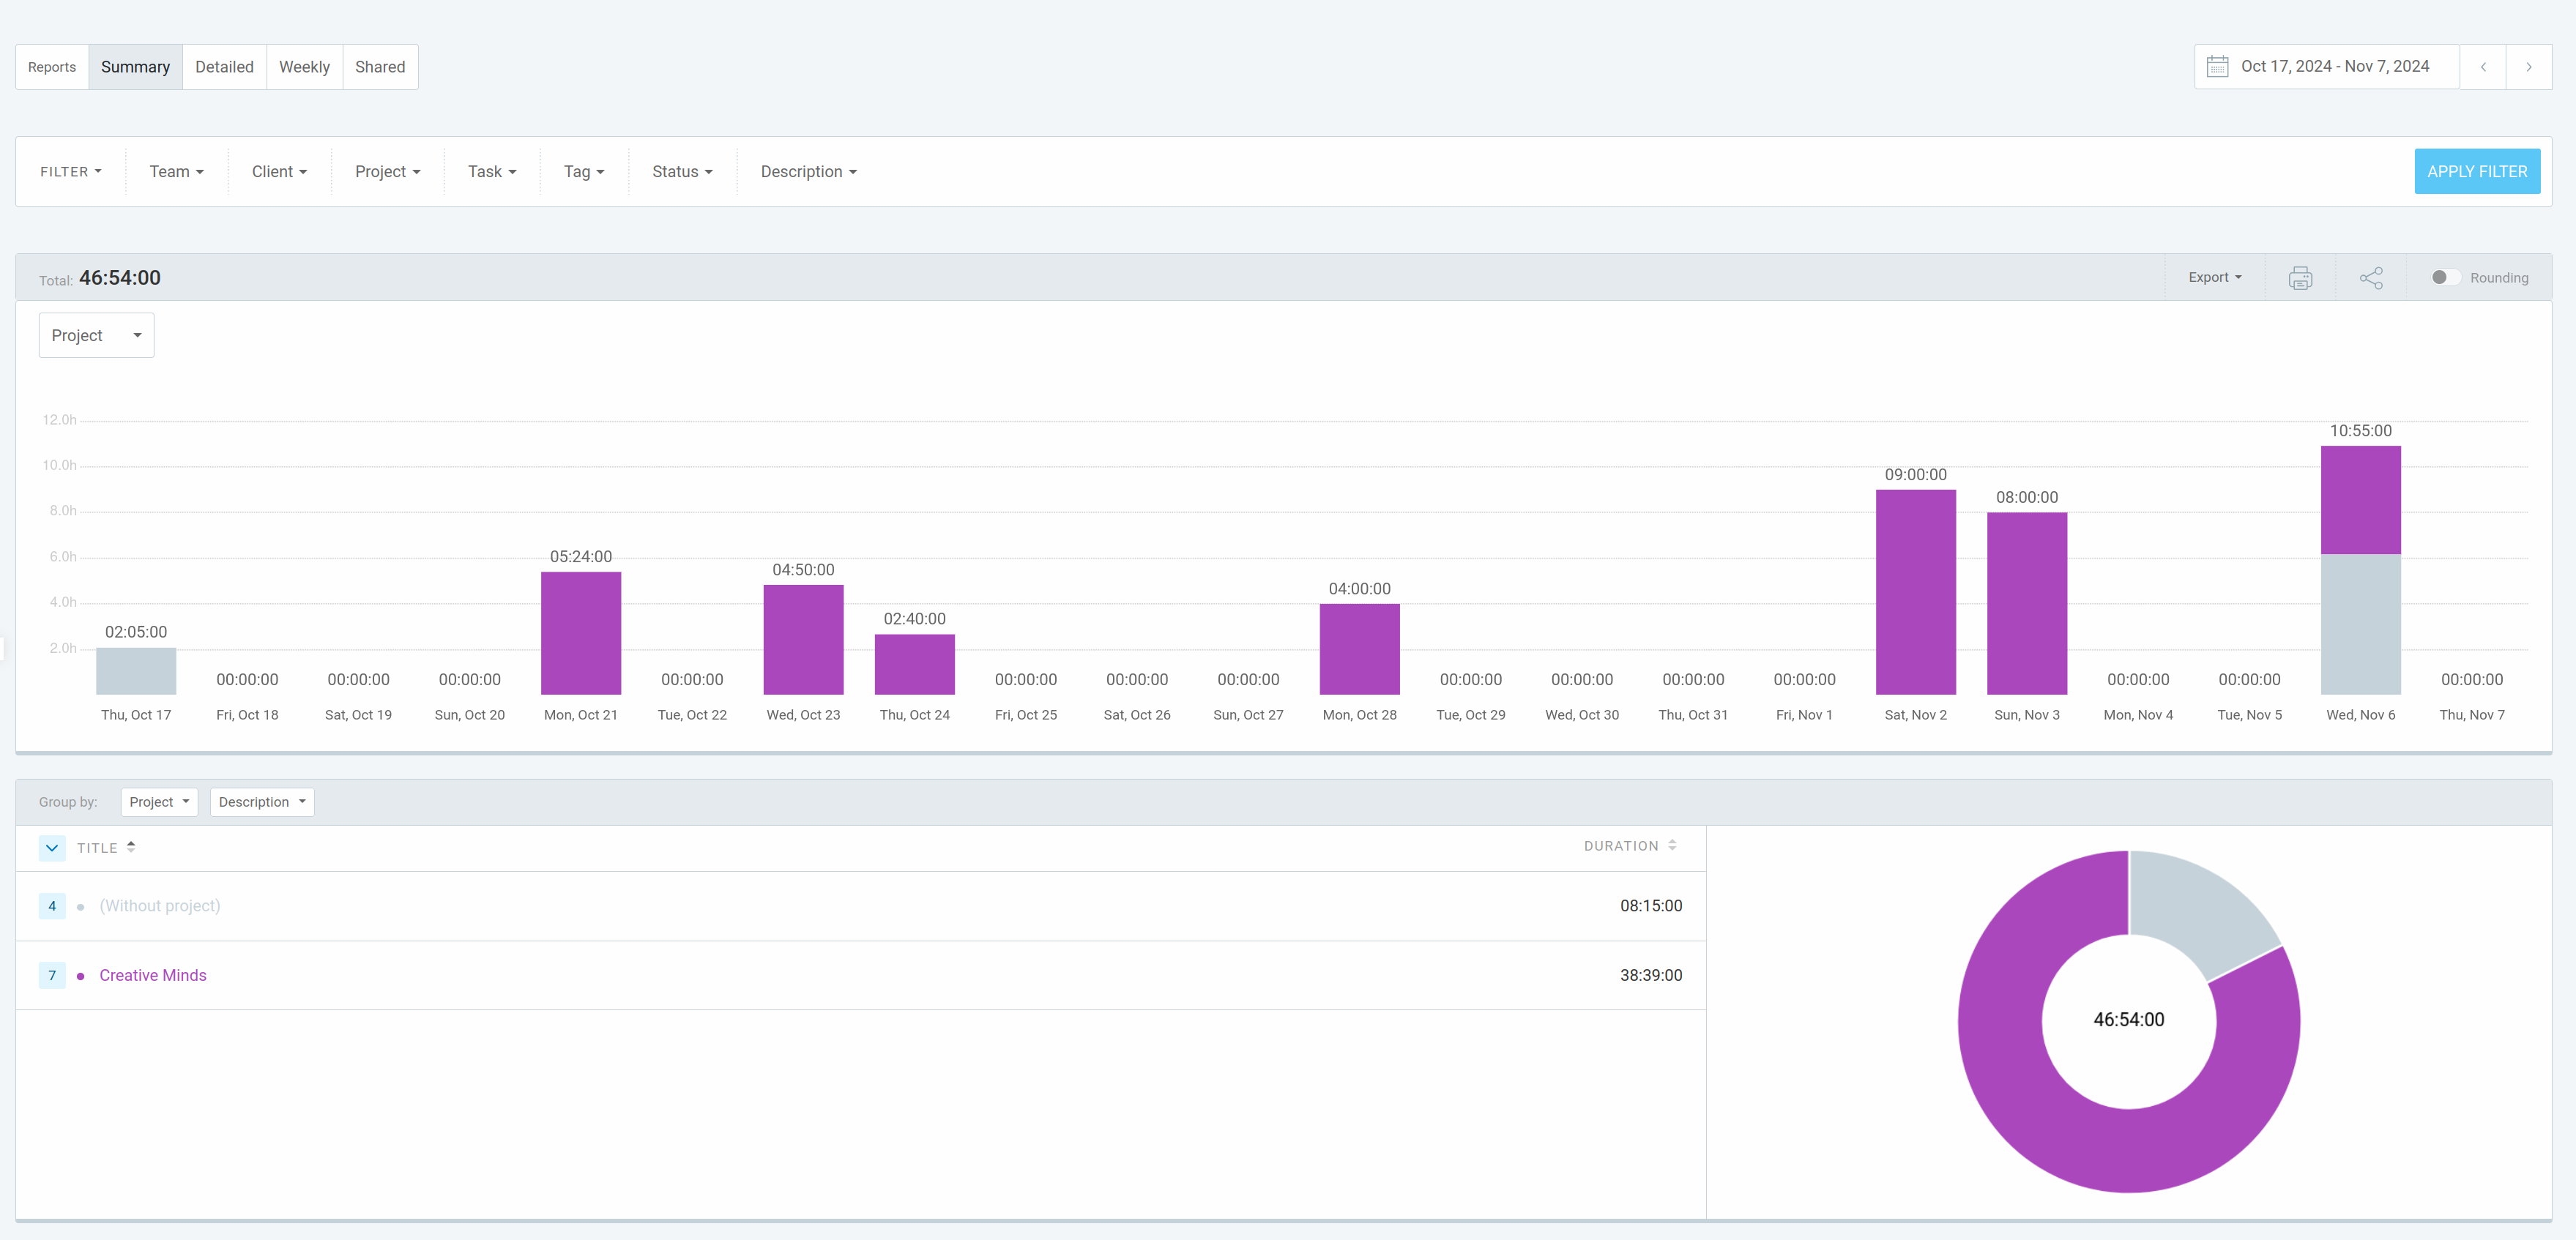 Reports Summary Detailed Weekly Shared
Oct 17, 2024 - Nov 7, 2024
FILTER Team Client Project Task Tag Status Description
APPLY FILTER
Total: 46:54:00
Export Rounding
Project
12.0h
10.0h
8.0h
6.0h
4.0h
2.0h
02:05:00 00:00:00 00:00:00 00:00:00 05:24:00 00:00:00 04:50:00 02:40:00 00:00:00 00:00:00 00:00:00 04:00:00 00:00:00 00:00:00 00:00:00 00:00:00 09:00:00 08:00:00 00:00:00 00:00:00 10:55:00 00:00:00
Thu, Oct 17 Fri, Oct 18 Sat, Oct 19 Sun, Oct 20 Mon, Oct 21 Tue, Oct 22 Wed, Oct 23 Thu, Oct 24 Fri, Oct 25 Sat, Oct 26 Sun, Oct 27 Mon, Oct 28 Tue, Oct 29 Wed, Oct 30 Thu, Oct 31 Fri, Nov 1 Sat, Nov 2 Sun, Nov 3 Mon, Nov 4 Tue, Nov 5 Wed, Nov 6 Thu, Nov 7
Group by: Project Description
TITLE DURATION
4 (Without project) 08:15:00
7 Creative Minds 38:39:00
46:54:00